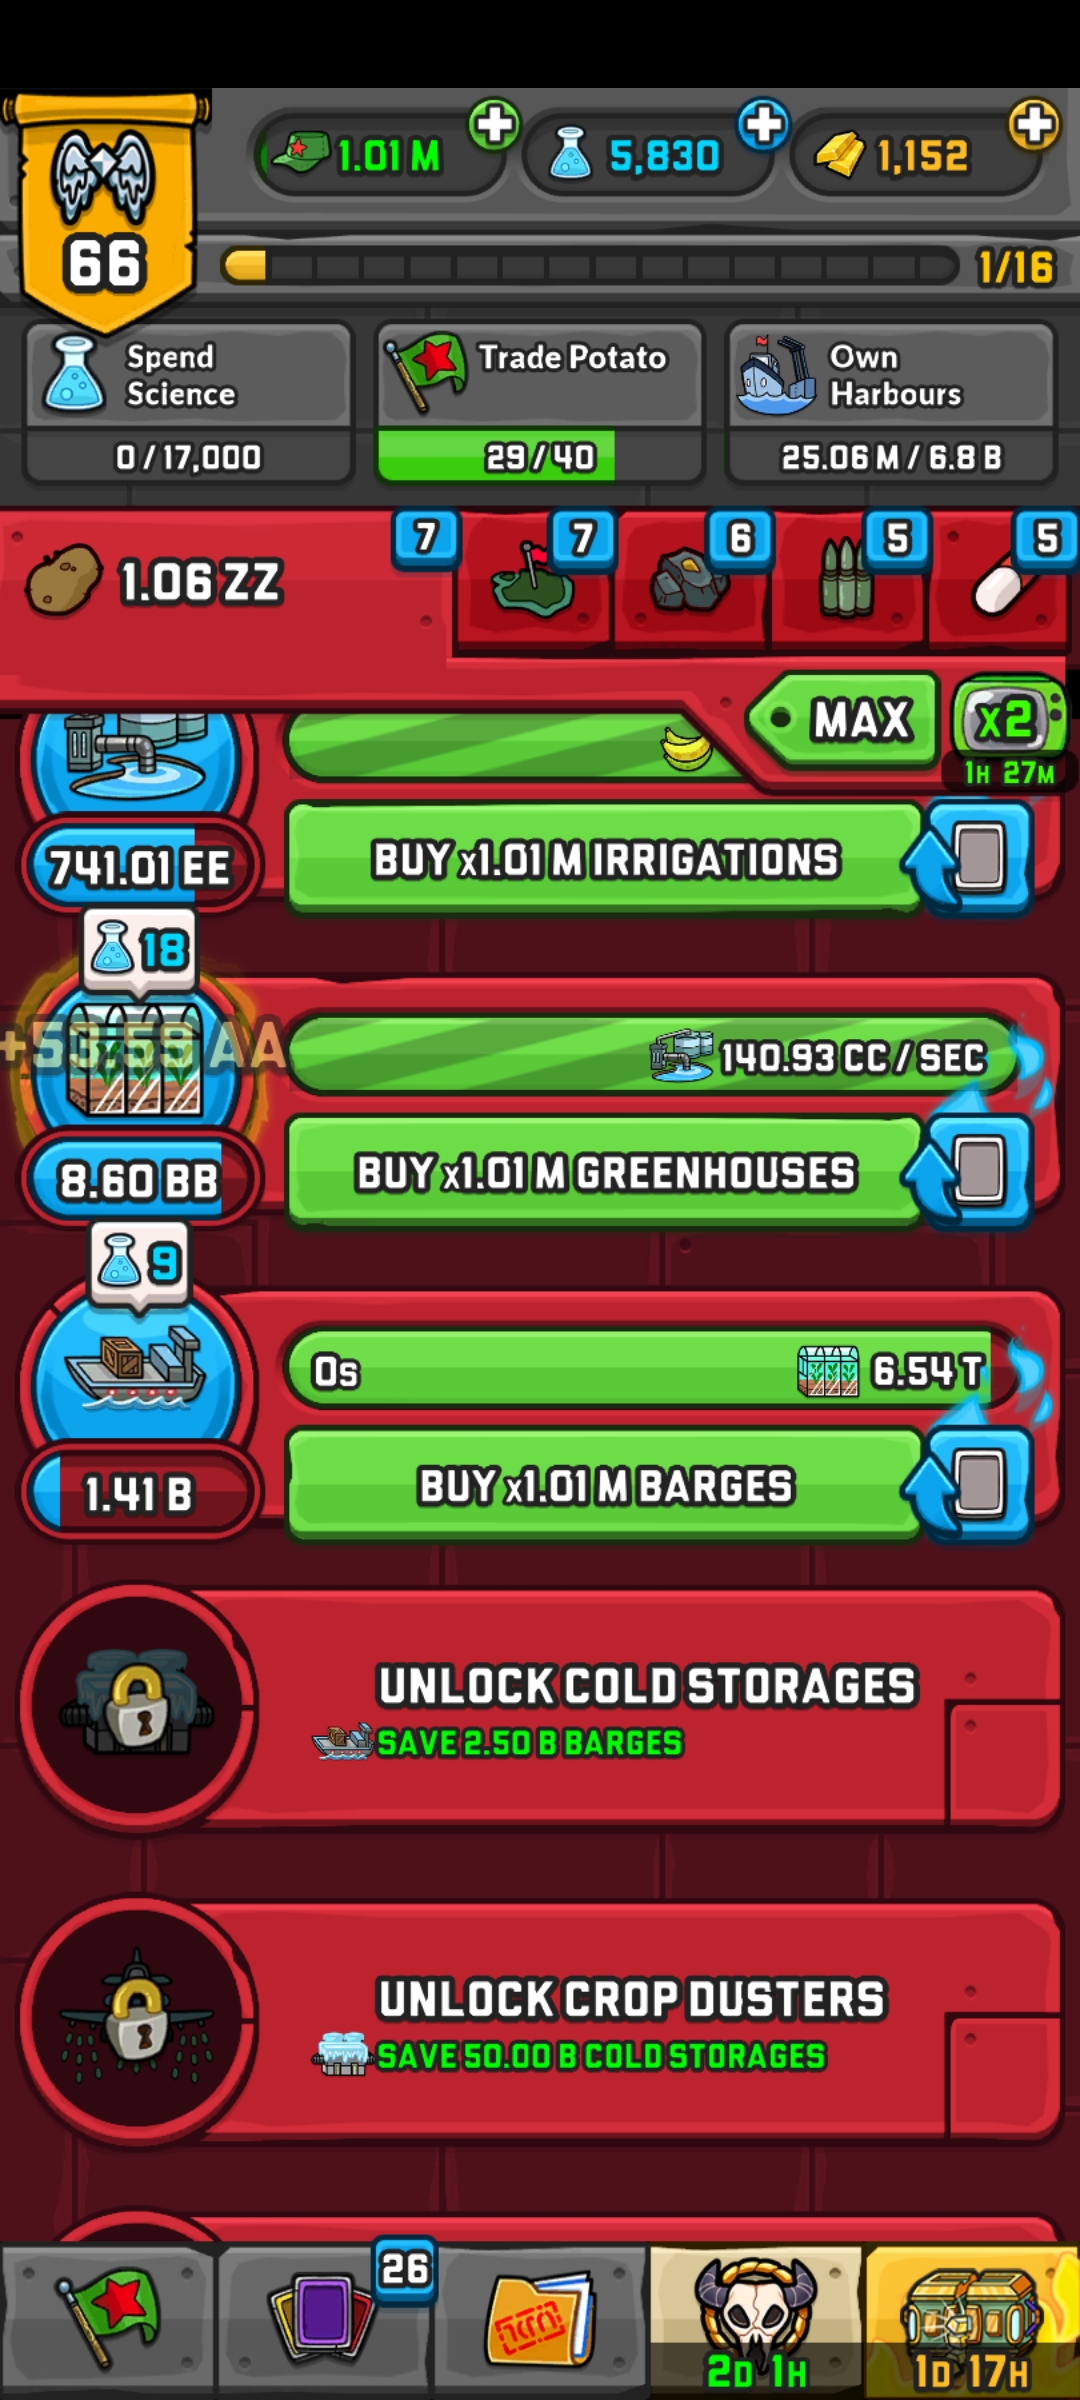 1.01 M
5,830
1,152
66
1/16
Spend
Science
0 / 17,000
Trade Potato
29 / 40
Own
Harbours
25.06 M / 6.8 B
1.06 ZZ
7
7
6
5
5
MAX
x2
1H 27M
741.01 EE
BUY x1.01 M IRRIGATIONS
18
+53.59 AA
140.93 CC / SEC
8.60 BB
BUY x1.01 M GREENHOUSES
9
0s
6.54 T
1.41 B
BUY x1.01 M BARGES
UNLOCK COLD STORAGES
SAVE 2.50 B BARGES
UNLOCK CROP DUSTERS
SAVE 50.00 B COLD STORAGES
26
2D 1H
1D 17H